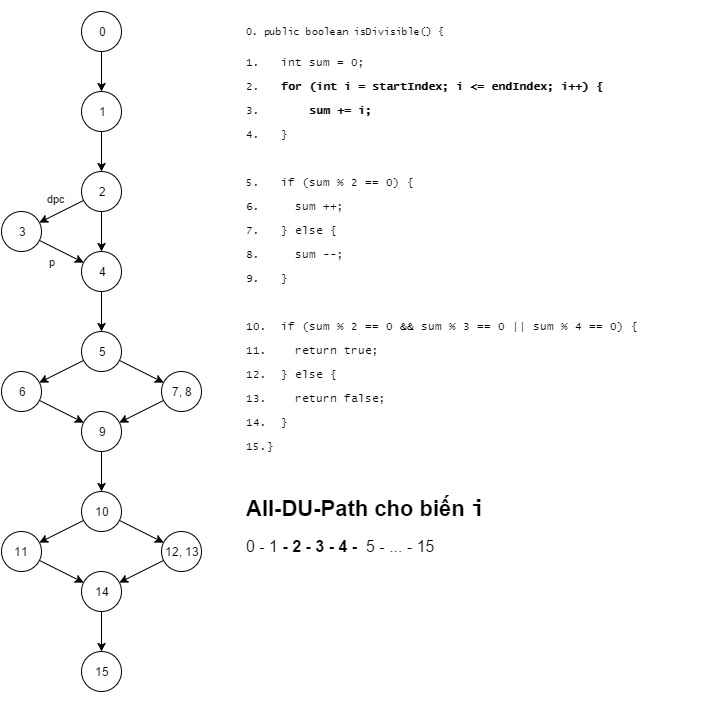 0
1
2
dpc
3
p
4
5
6
7, 8
9
10
11
12, 13
14
15
0. public boolean isDivisible() {
1. int sum = 0;
2. for (int i = startIndex; i <= endIndex; i++) {
3. sum += i;
4. }
5. if (sum % 2 == 0) {
6. sum ++;
7. } else {
8. sum --;
9. }
10. if (sum % 2 == 0 && sum % 3 == 0 || sum % 4 == 0) {
11. return true;
12. } else {
13. return false;
14. }
15.}
All-DU-Path cho biến i
0 - 1 - 2 - 3 - 4 - 5 - ... - 15